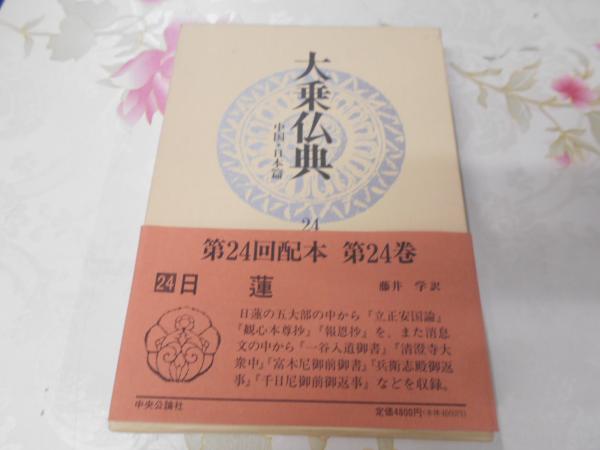 大乗仏典
中国・日本篇
24
第24回配本 第24巻
24 日 蓮 藤井 学 訳
日蓮の五大部の中から『立正安国論』
『観心本尊抄』『報恩抄』を、また消息
文の中から『一谷入道御書』『清澄寺大
衆中』『富木尼御前御書』『兵衛志殿御返
事』『千日尼御前御返事』などを収録。
中央公論社 定価4800円